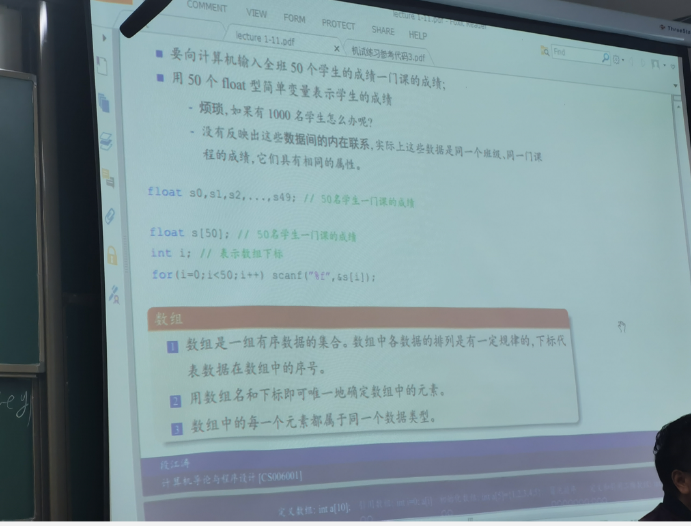 COMMENT VIEW FORM PROTECT SHARE HELP
lecture 1-11.pdf
lecture 1-11.pdf × 机试练习参考代码3.pdf
Find
要向计算机输入全班 50 个学生的成绩一门课的成绩;
用 50 个 float 型简单变量表示学生的成绩
- 烦琐, 如果有 1000 名学生怎么办呢?
- 没有反映出这些数据间的内在联系, 实际上这些数据是同一个班级、同一门课
程的成绩, 它们具有相同的属性。
float s0,s1,s2,...,s49; // 50名学生一门课的成绩
float s[50]; // 50名学生一门课的成绩
int i; // 表示数组下标
for(i=0;i<50;i++) scanf("%f",&s[i]);
数组
1 数组是一组有序数据的集合。数组中各数据的排列是有一定规律的, 下标代
表数据在数组中的序号。
2 用数组名和下标即可唯一地确定数组中的元素。
3 数组中的每一个元素都属于同一个数据类型。
段江涛
计算机导论与程序设计 [CS006001]
定义数组: int a[10],